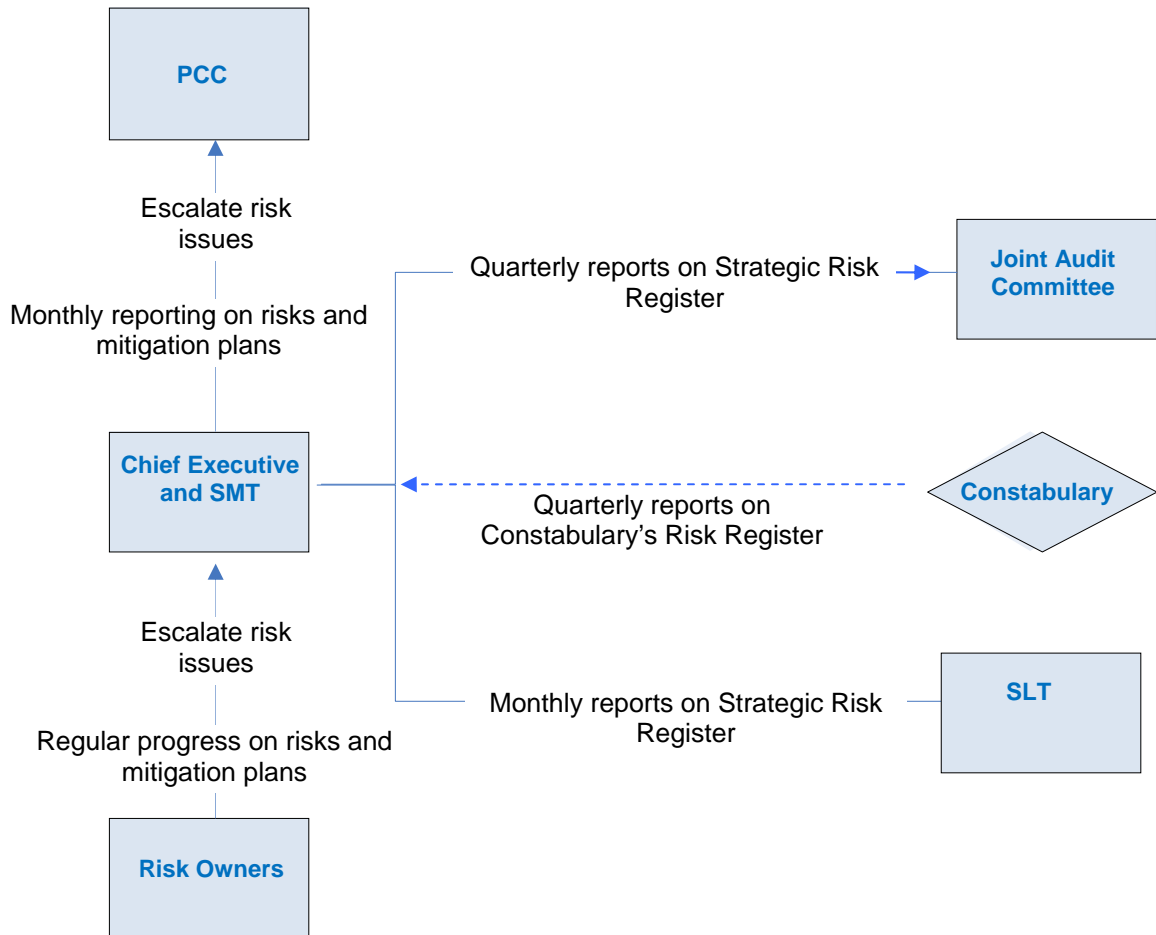 PCC
Escalate risk
issues
Monthly reporting on risks and
mitigation plans
Quarterly reports on Strategic Risk
Register
Joint Audit
Committee
Chief Executive
and SMT
Quarterly reports on
Constabulary’s Risk Register
Constabulary
Escalate risk
issues
Regular progress on risks and
mitigation plans
Monthly reports on Strategic Risk
Register
SLT
Risk Owners